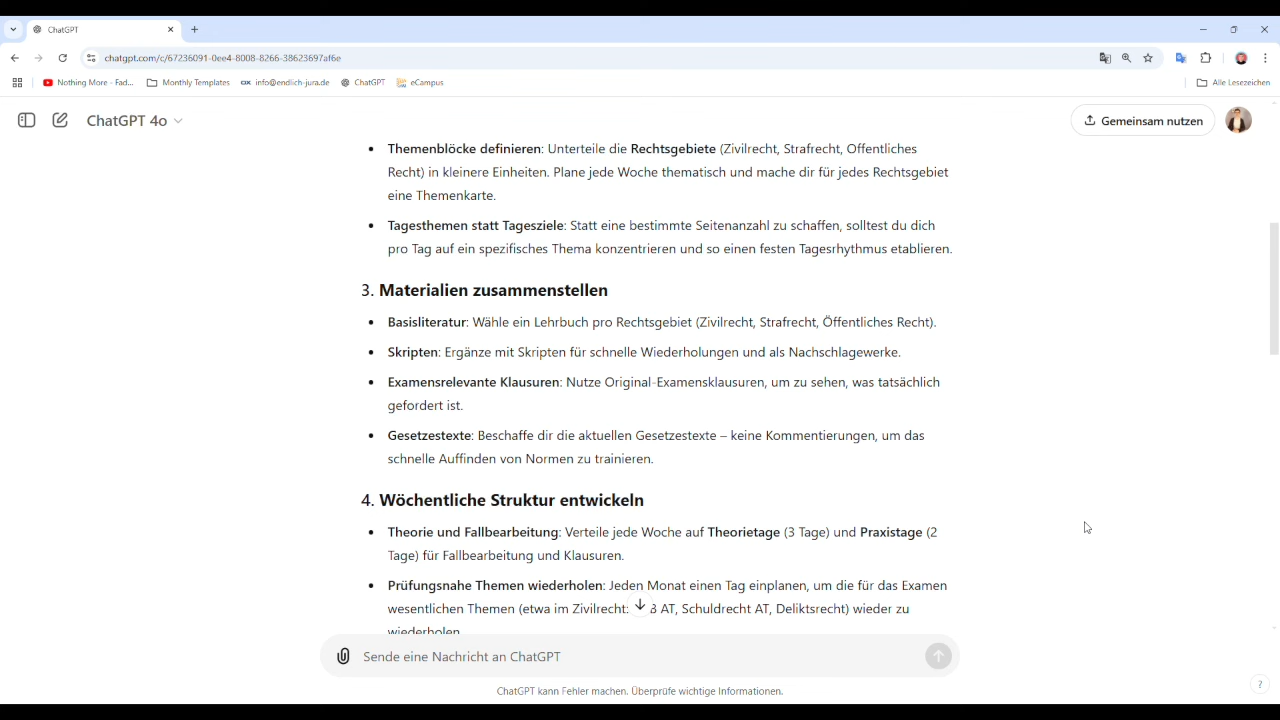 ChatGPT
chatgpt.com/c/67236091-0ee4-8008-8266-38623697af6e
Nothing More - Fad... Monthly Templates info@endlich-jura.de ChatGPT eCampus Alle Lesezeichen
ChatGPT 4o Gemeinsam nutzen
• Themenblöcke definieren: Unterteile die Rechtsgebiete (Zivilrecht, Strafrecht, Öffentliches
Recht) in kleinere Einheiten. Plane jede Woche thematisch und mache dir für jedes Rechtsgebiet
eine Themenkarte.
• Tagesthemen statt Tagesziele: Statt eine bestimmte Seitenanzahl zu schaffen, solltest du dich
pro Tag auf ein spezifisches Thema konzentrieren und so einen festen Tagesrhythmus etablieren.
3. Materialien zusammenstellen
• Basisliteratur: Wähle ein Lehrbuch pro Rechtsgebiet (Zivilrecht, Strafrecht, Öffentliches Recht).
• Skripten: Ergänze mit Skripten für schnelle Wiederholungen und als Nachschlagewerke.
• Examensrelevante Klausuren: Nutze Original-Examensklausuren, um zu sehen, was tatsächlich
gefordert ist.
• Gesetzestexte: Beschaffe dir die aktuellen Gesetzestexte – keine Kommentierungen, um das
schnelle Auffinden von Normen zu trainieren.
4. Wöchentliche Struktur entwickeln
• Theorie und Fallbearbeitung: Verteile jede Woche auf Theorietage (3 Tage) und Praxistage (2
Tage) für Fallbearbeitung und Klausuren.
• Prüfungsnahe Themen wiederholen: Jeden Monat einen Tag einplanen, um die für das Examen
wesentlichen Themen (etwa im Zivilrecht: AT, Schuldrecht AT, Deliktsrecht) wieder zu
wiederholen
Sende eine Nachricht an ChatGPT
ChatGPT kann Fehler machen. Überprüfe wichtige Informationen.
?